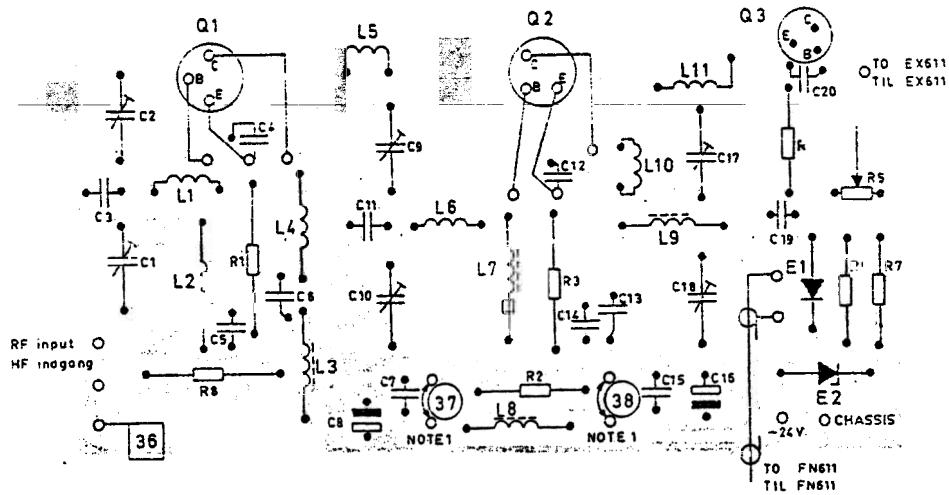 Q1
Q2
Q3
L5
C
C
B
E
C
E
B
E
C
E
B
C2
C4
C9
C12
L11
C17
C20
TO EX611
TIL EX611
L1
C3
L4
C11
L6
L10
R5
C1
L2
R1
C6
C10
L7
R3
L9
C19
C18
E1
R7
C5
C14
C13
RF input
HF indgang
R8
L3
C7
37
R2
38
C15
C16
E2
C8
L8
NOTE 1
NOTE 1
36
-24V
CHASSIS
TO FN611
TIL FN611